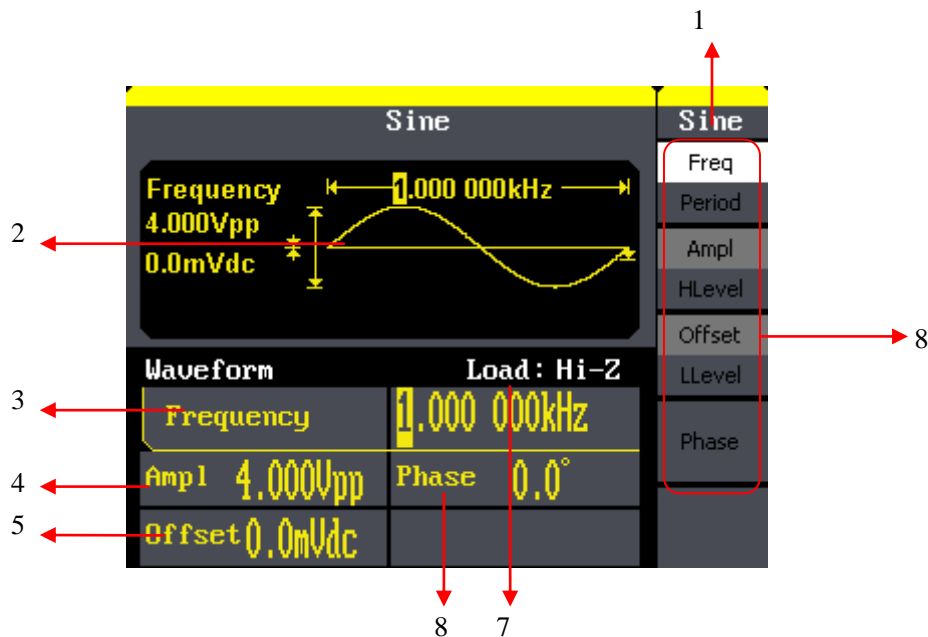 1
Sine
Sine
Freq
Frequency
1.000 000kHz
Period
2
4.000Vpp
Ampl
0.0mVdc
HLevel
Offset
8
Waveform
Load: Hi-Z
LLevel
3
Frequency
1.000 000kHz
Phase
4
Ampl 4.000Vpp
Phase 0.0°
5
Offset 0.0mVdc
8
7